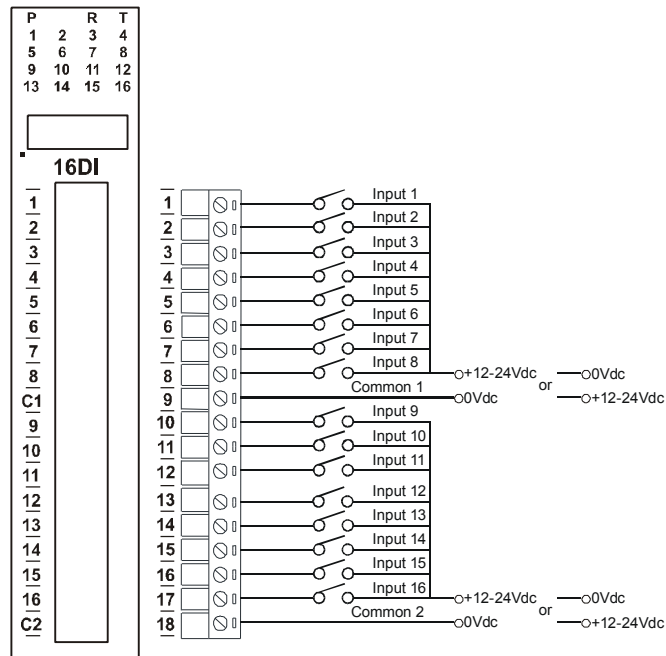 P R T
1 2 3 4
5 6 7 8
9 10 11 12
13 14 15 16
16DI
1
2
3
4
5
6
7
8
C1
9
10
11
12
13
14
15
16
C2
1 Input 1
2 Input 2
3 Input 3
4 Input 4
5 Input 5
6 Input 6
7 Input 7
8 Input 8 +12-24Vdc or 0Vdc
9 Common 1 0Vdc +12-24Vdc
10 Input 9
11 Input 10
12 Input 11
13 Input 12
14 Input 13
15 Input 14
16 Input 15
17 Input 16 +12-24Vdc or 0Vdc
18 Common 2 0Vdc +12-24Vdc